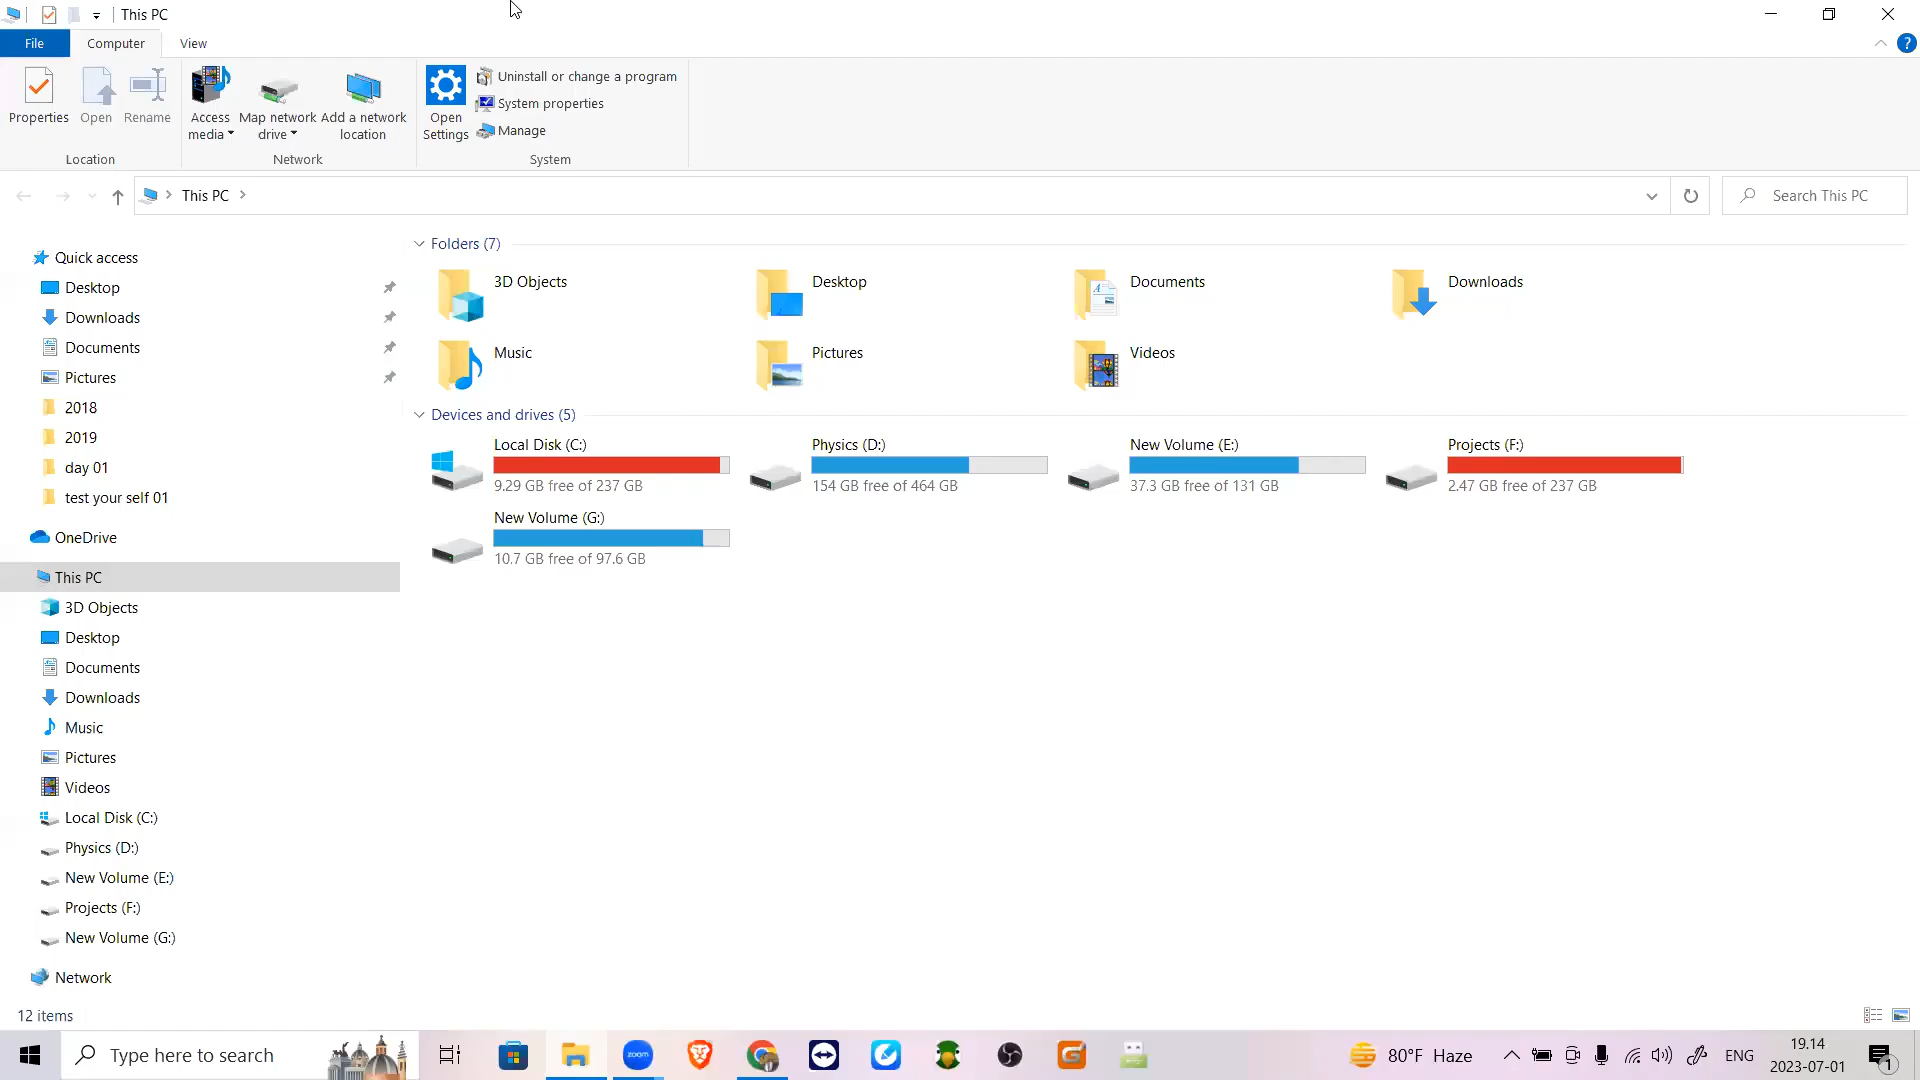 This PC
File
Computer
View
Properties
Open
Rename
Location
Access
media
Map network
drive
Add a network
location
Network
Open
Settings
Uninstall or change a program
System properties
Manage
System
This PC
Search This PC
Quick access
Desktop
Downloads
Documents
Pictures
2018
2019
day 01
test your self 01
OneDrive
This PC
3D Objects
Desktop
Documents
Downloads
Music
Pictures
Videos
Local Disk (C:)
Physics (D:)
New Volume (E:)
Projects (F:)
New Volume (G:)
Network
Folders (7)
3D Objects
Desktop
Documents
Downloads
Music
Pictures
Videos
Devices and drives (5)
Local Disk (C:)
9.29 GB free of 237 GB
Physics (D:)
154 GB free of 464 GB
New Volume (E:)
37.3 GB free of 131 GB
Projects (F:)
2.47 GB free of 237 GB
New Volume (G:)
10.7 GB free of 97.6 GB
12 items
Type here to search
zoom
80°F Haze
ENG
19.14
2023-07-01
1